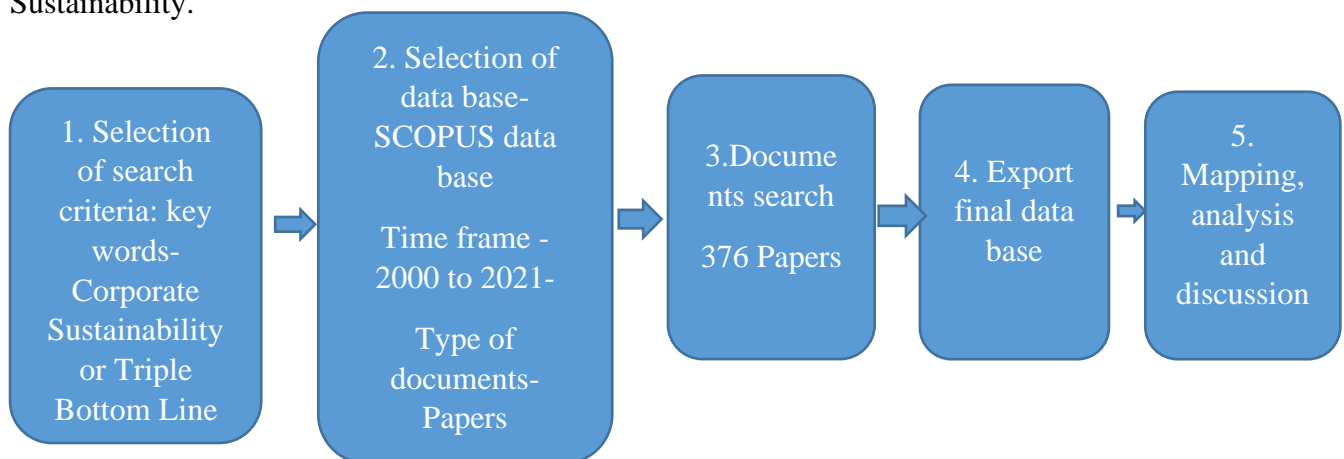 Sustainability.
1. Selection
of search
criteria: key
words-
Corporate
Sustainability
or Triple
Bottom Line
2. Selection of
data base-
SCOPUS data
base
Time frame -
2000 to 2021-
Type of
documents-
Papers
3.Docume
nts search
376 Papers
4. Export
final data
base
5.
Mapping,
analysis
and
discussion